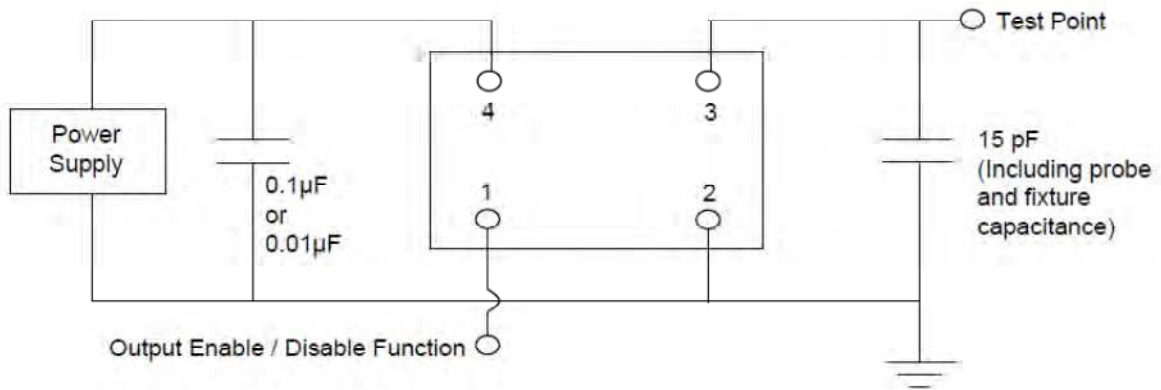 Test Point
4
3
Power
Supply
0.1µF
or
0.01µF
1
2
15 pF
(Including probe
and fixture
capacitance)
Output Enable / Disable Function